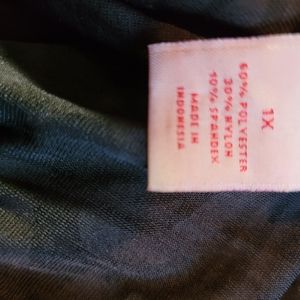 1X
60% POLYESTER
30% NYLON
10% SPANDEX
MADE IN
INDONESIA